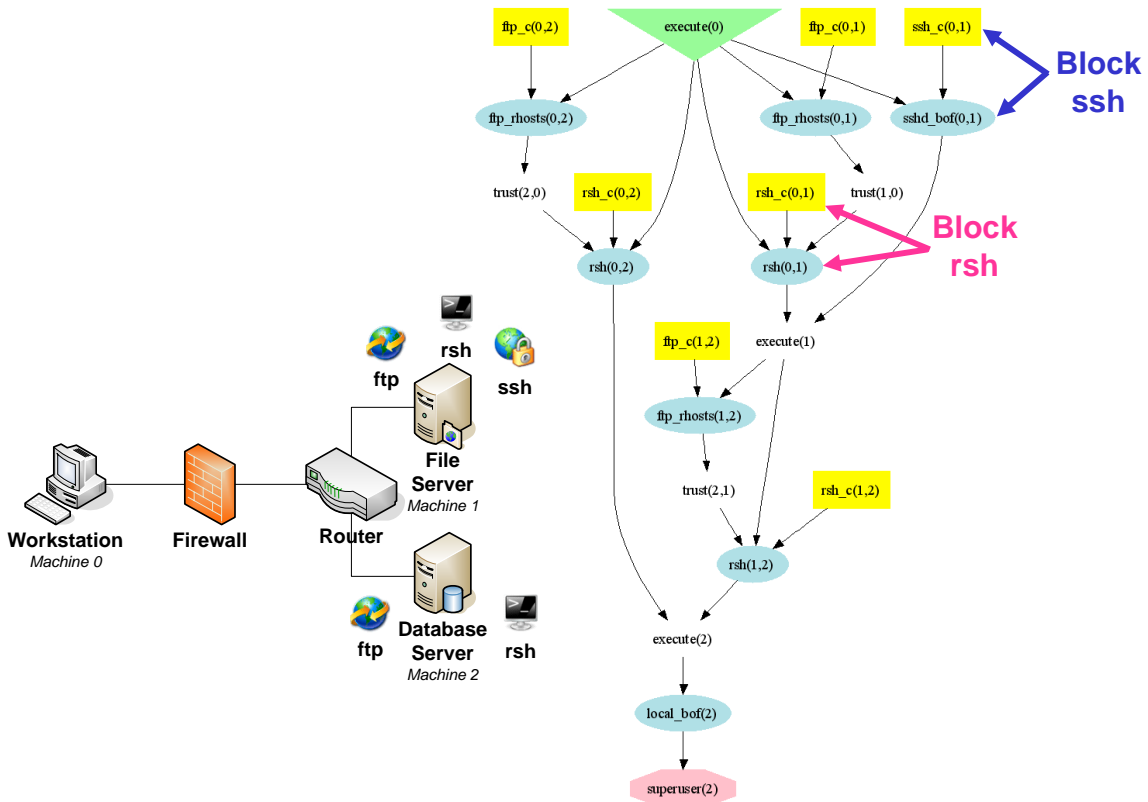 ftp_c(0,2)
execute(0)
ftp_c(0,1)
ssh_c(0,1)
Block
ssh
ftp_rhosts(0,2)
ftp_rhosts(0,1)
sshd_bof(0,1)
trust(2,0)
rsh_c(0,2)
rsh_c(0,1)
trust(1,0)
Block
rsh
rsh(0,2)
rsh(0,1)
ftp_c(1,2)
execute(1)
ftp_rhosts(1,2)
trust(2,1)
rsh_c(1,2)
rsh(1,2)
execute(2)
local_bof(2)
superuser(2)
rsh
ftp
ssh
File
Server
Machine 1
Workstation
Machine 0
Firewall
Router
ftp
Database
Server
Machine 2
rsh